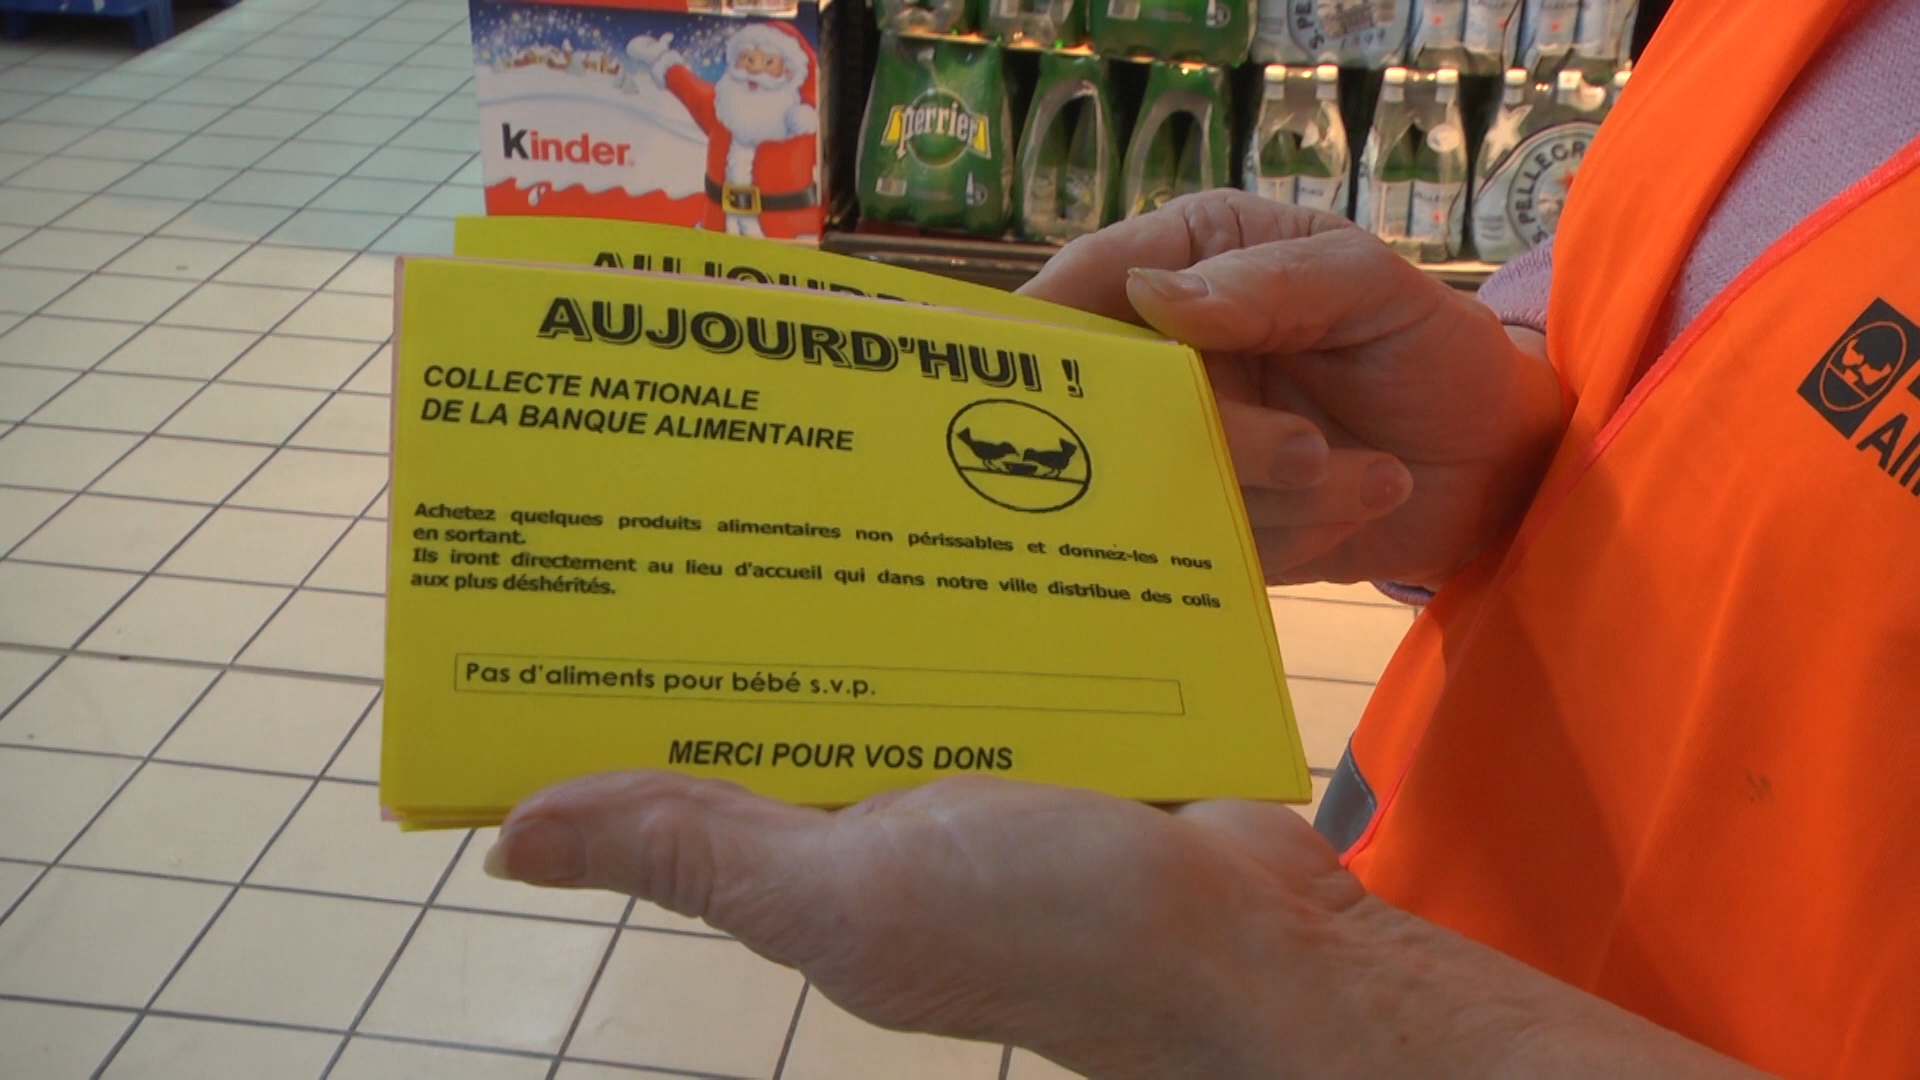 Kinder
perrier
S. PELLEGR
AUJOURD'HUI !
COLLECTE NATIONALE
DE LA BANQUE ALIMENTAIRE
Achetez quelques produits alimentaires non périssables et donnez-les nous
en sortant.
Ils iront directement au lieu d'accueil qui dans notre ville distribue des colis
aux plus déshérités.
Pas d'aliments pour bébé s.v.p.
MERCI POUR VOS DONS